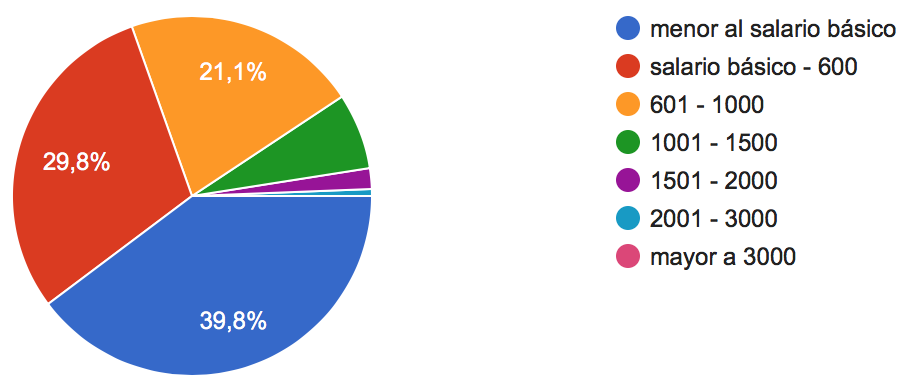 21,1%
29,8%
39,8%
menor al salario básico
salario básico - 600
601 - 1000
1001 - 1500
1501 - 2000
2001 - 3000
mayor a 3000